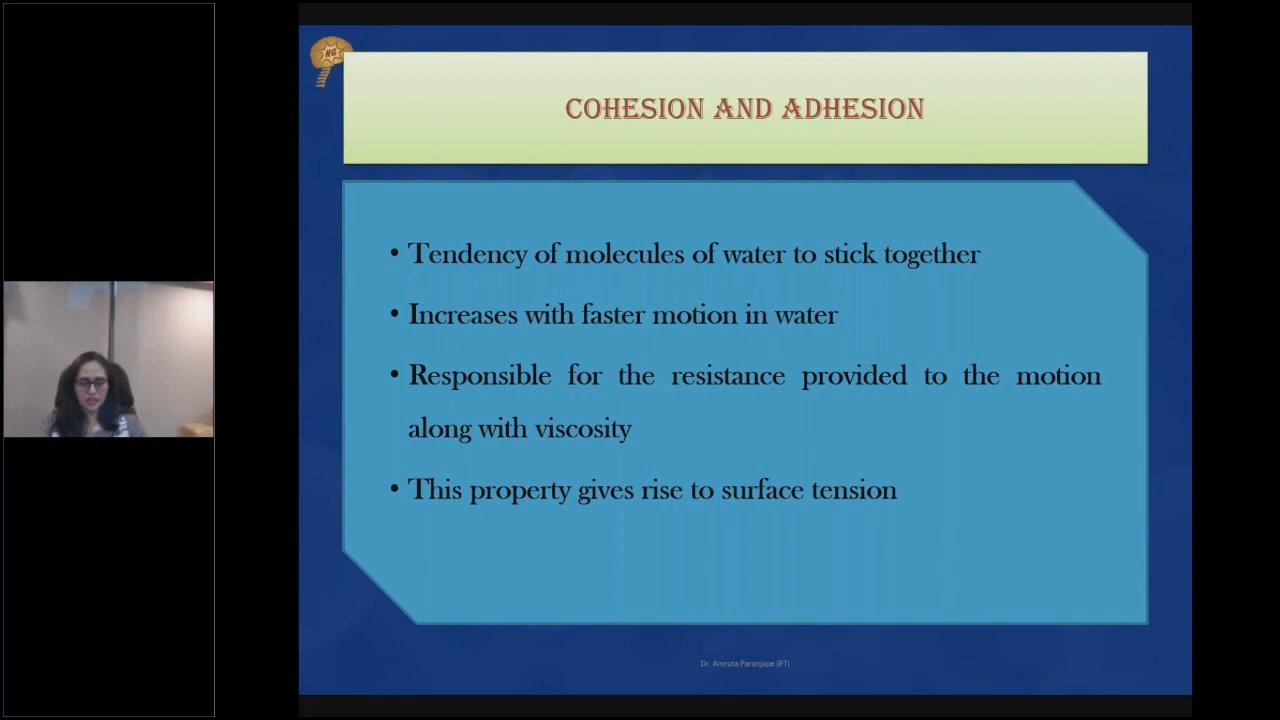 NG
COHESION AND ADHESION
• Tendency of molecules of water to stick together
• Increases with faster motion in water
• Responsible for the resistance provided to the motion
along with viscosity
• This property gives rise to surface tension
Dr. Amruta Paranjape (PT)